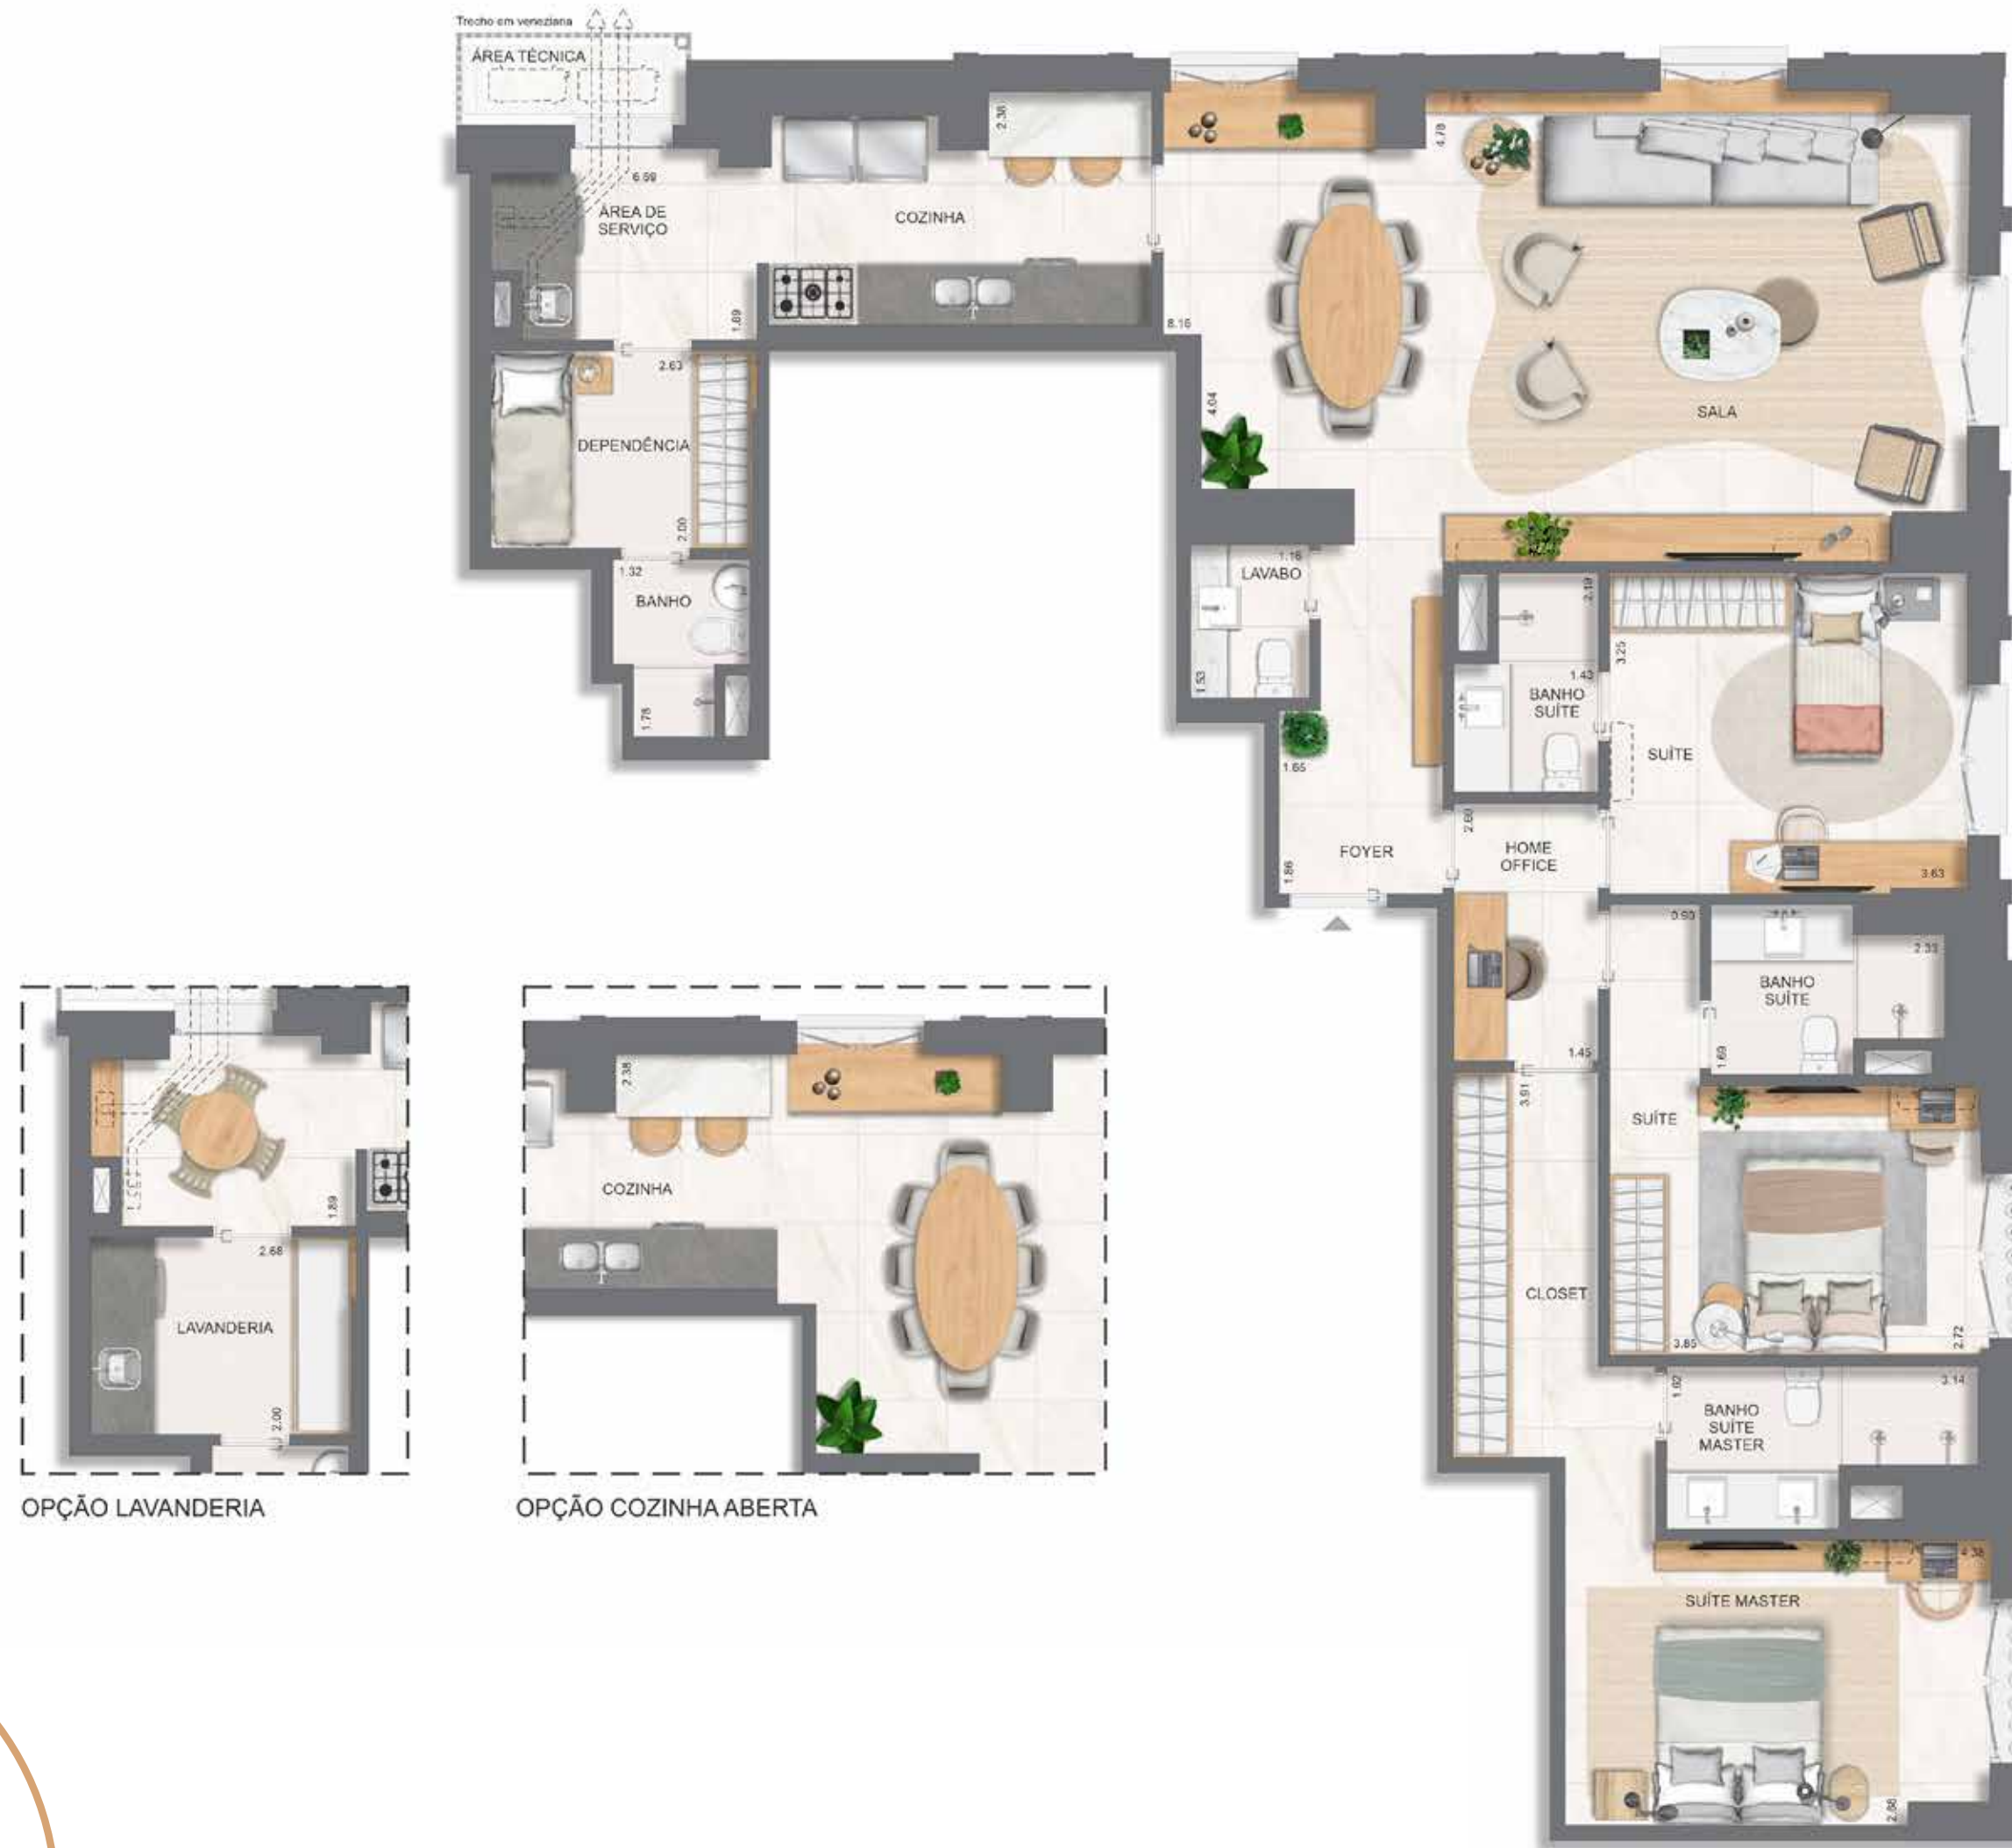 Trecho em veneziana
ÁREA TÉCNICA
2.38
4.78
6.59
ÁREA DE
SERVIÇO
COZINHA
1.89
8.16
2.63
4.04
SALA
DEPENDÊNCIA
2.00
1.32
BANHO
1.78
1.16
LAVABO
1.53
2.19
3.25
1.43
BANHO
SUÍTE
SUÍTE
1.65
2.60
FOYER
HOME
OFFICE
1.86
3.63
0.90
2.33
BANHO
SUÍTE
1.69
1.45
3.91
SUÍTE
CLOSET
3.85
2.72
1.92
3.14
BANHO
SUÍTE
MASTER
4.38
SUÍTE MASTER
2.88
1.89
2.68
LAVANDERIA
2.00
OPÇÃO LAVANDERIA
2.38
COZINHA
OPÇÃO COZINHA ABERTA